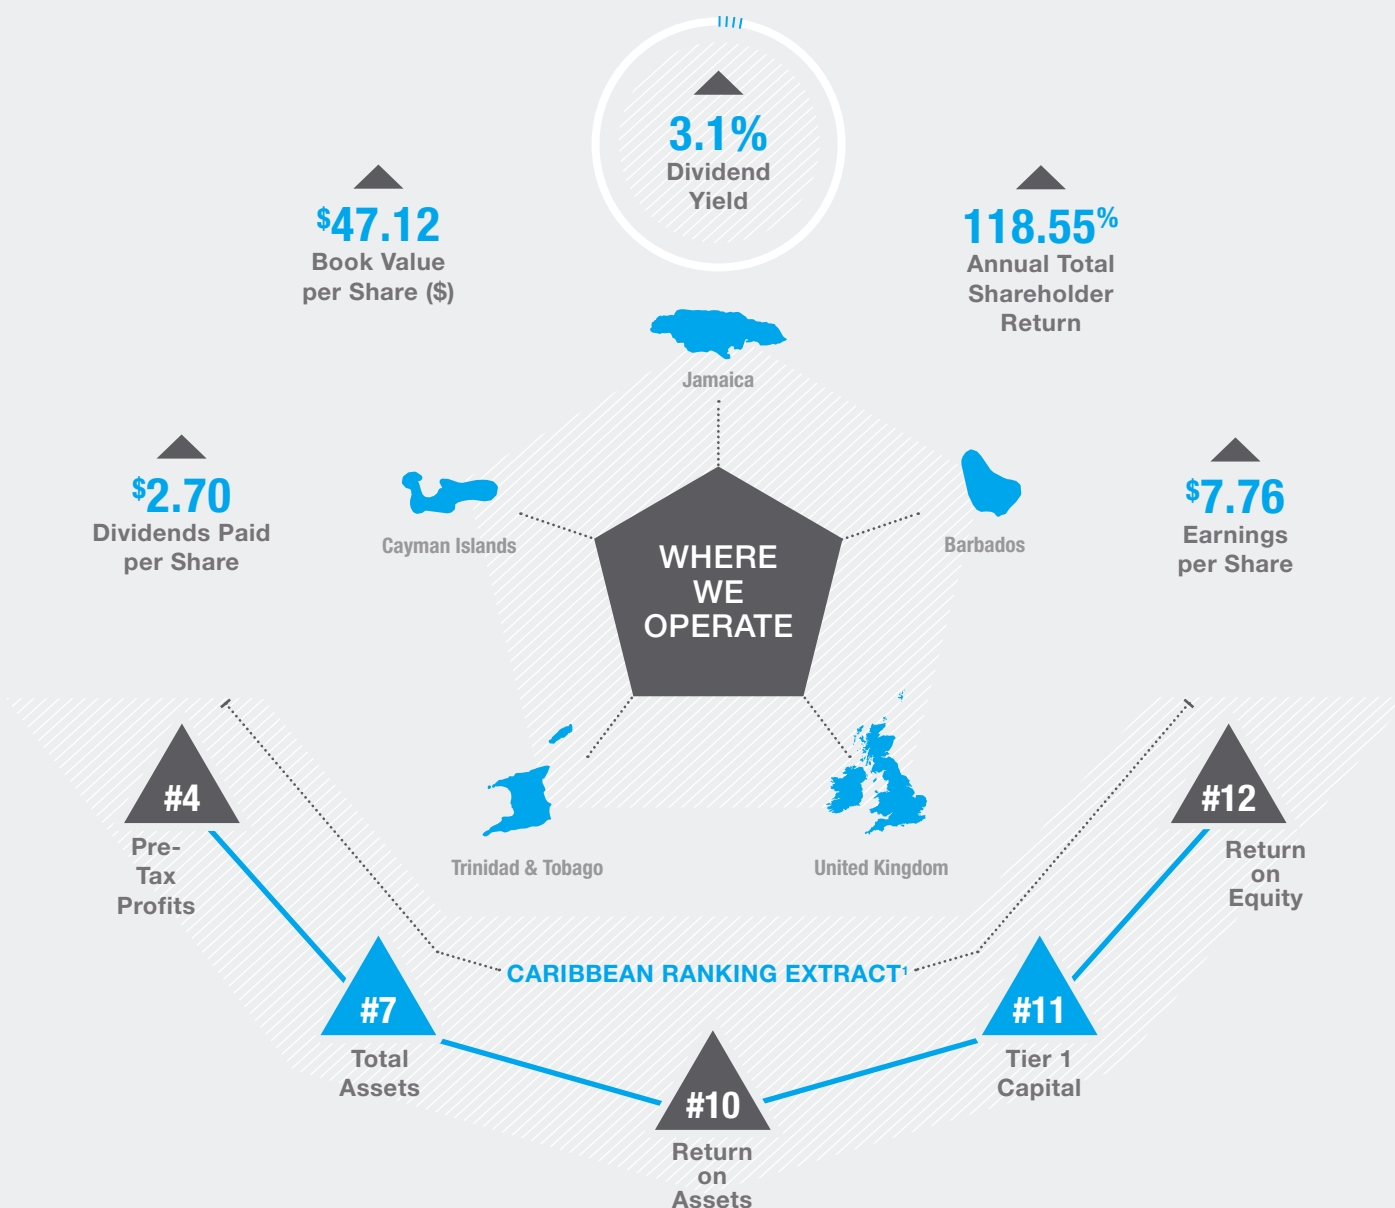 3.1%
Dividend
Yield
$47.12
Book Value
per Share ($)
118.55%
Annual Total
Shareholder
Return
Jamaica
$2.70
Dividends Paid
per Share
Cayman Islands
WHERE
WE
OPERATE
Barbados
$7.76
Earnings
per Share
Trinidad & Tobago
United Kingdom
#4
Pre-
Tax
Profits
#12
Return
on
Equity
CARIBBEAN RANKING EXTRACT¹
#7
Total
Assets
#11
Tier 1
Capital
#10
Return
on
Assets